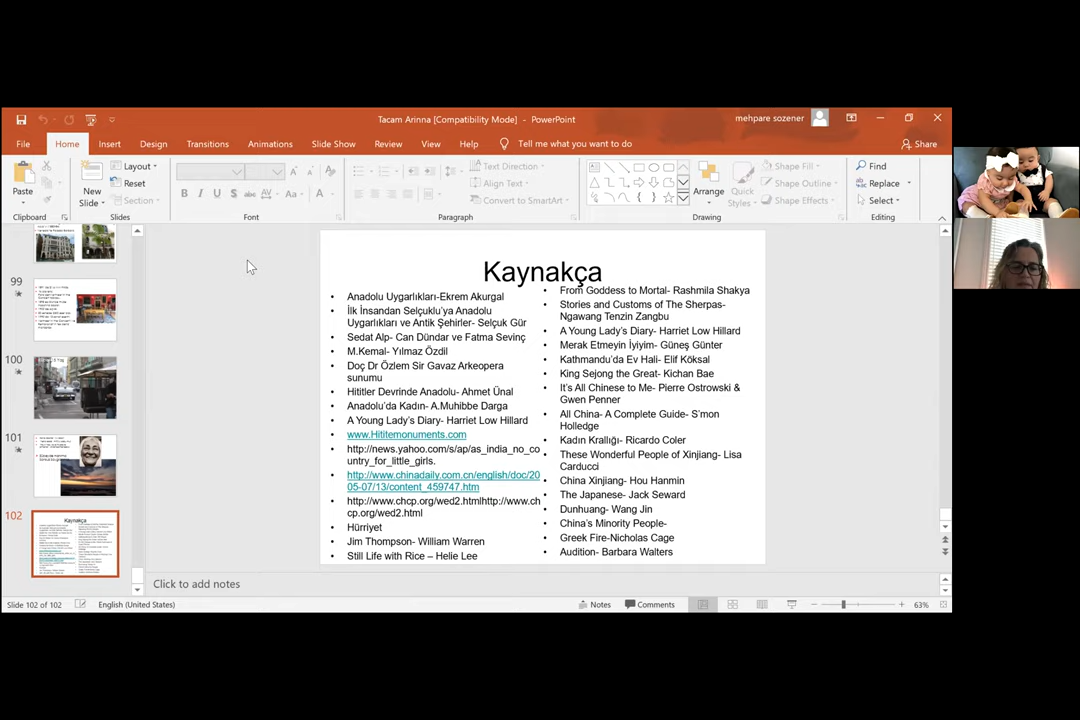 Tacam Arinna [Compatibility Mode] - PowerPoint
mehpare sozener
File Home Insert Design Transitions Animations Slide Show Review View Help Tell me what you want to do Share
Paste
New
Slide
Layout
Reset
Section
B I U S abc AV Aa A
Text Direction
Align Text
Convert to SmartArt
Arrange
Quick
Styles
Shape Fill
Shape Outline
Shape Effects
Find
Replace
Select
Clipboard Slides Font Paragraph Drawing Editing
99
100
101
102
Kaynakça
Anadolu Uygarlıkları-Ekrem Akurgal
İlk İnsandan Selçuklu'ya Anadolu
Uygarlıkları ve Antik Şehirler- Selçuk Gür
Sedat Alp- Can Dündar ve Fatma Sevinç
M.Kemal- Yılmaz Özdil
Doç Dr Özlem Sir Gavaz Arkeopera
sunumu
Hititler Devrinde Anadolu- Ahmet Ünal
Anadolu'da Kadın- A.Muhibbe Darga
A Young Lady's Diary- Harriet Low Hillard
www.Hititemonuments.com
http://news.yahoo.com/s/ap/as_india_no_co
untry_for_little_girls.
http://www.chinadaily.com.cn/english/doc/20
05-07/13/content_459747.htm
http://www.chcp.org/wed2.htmlhttp://www.ch
cp.org/wed2.html
Hürriyet
Jim Thompson- William Warren
Still Life with Rice – Helie Lee
From Goddess to Mortal- Rashmila Shakya
Stories and Customs of The Sherpas-
Ngawang Tenzin Zangbu
A Young Lady's Diary- Harriet Low Hillard
Merak Etmeyin İyiyim- Güneş Günter
Kathmandu'da Ev Hali- Elif Köksal
King Sejong the Great- Kichan Bae
It's All Chinese to Me- Pierre Ostrowski &
Gwen Penner
All China- A Complete Guide- S'mon
Holledge
Kadın Krallığı- Ricardo Coler
These Wonderful People of Xinjiang- Lisa
Carducci
China Xinjiang- Hou Hanmin
The Japanese- Jack Seward
Dunhuang- Wang Jin
China's Minority People-
Greek Fire-Nicholas Cage
Audition- Barbara Walters
Click to add notes
Slide 102 of 102 English (United States) Notes Comments 63%